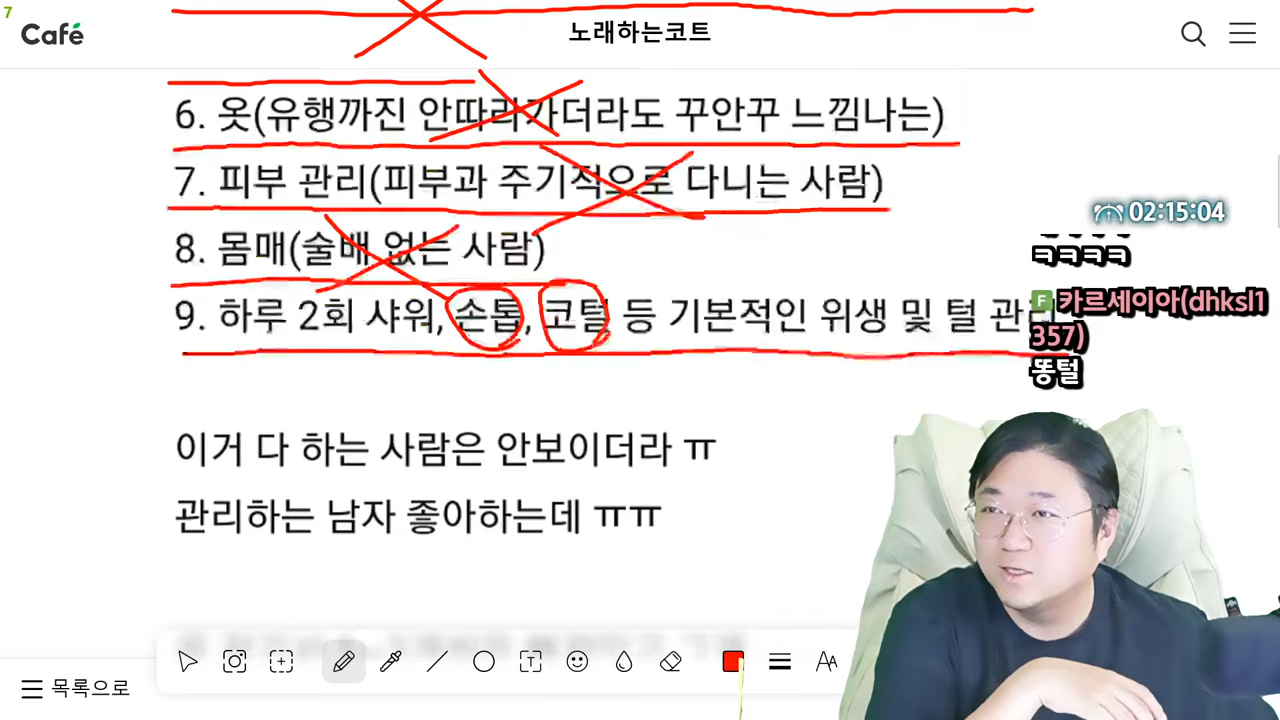 7
Café
노래하는코트
6. 옷(유행까진 안따라가더라도 꾸안꾸 느낌나는)
7. 피부 관리(피부과 주기적으로 다니는 사람)
02:15:04
8. 몸매(술배 없는 사람)
ㅋㅋㅋㅋ
9. 하루 2회 샤워, 손톱, 코털 등 기본적인 위생 및 털 관리
F 카르세이아(dhksl1
357)
똥털
이거 다 하는 사람은 안보이더라 ㅠ
관리하는 남자 좋아하는데 ㅠㅠ
T
AA
목록으로